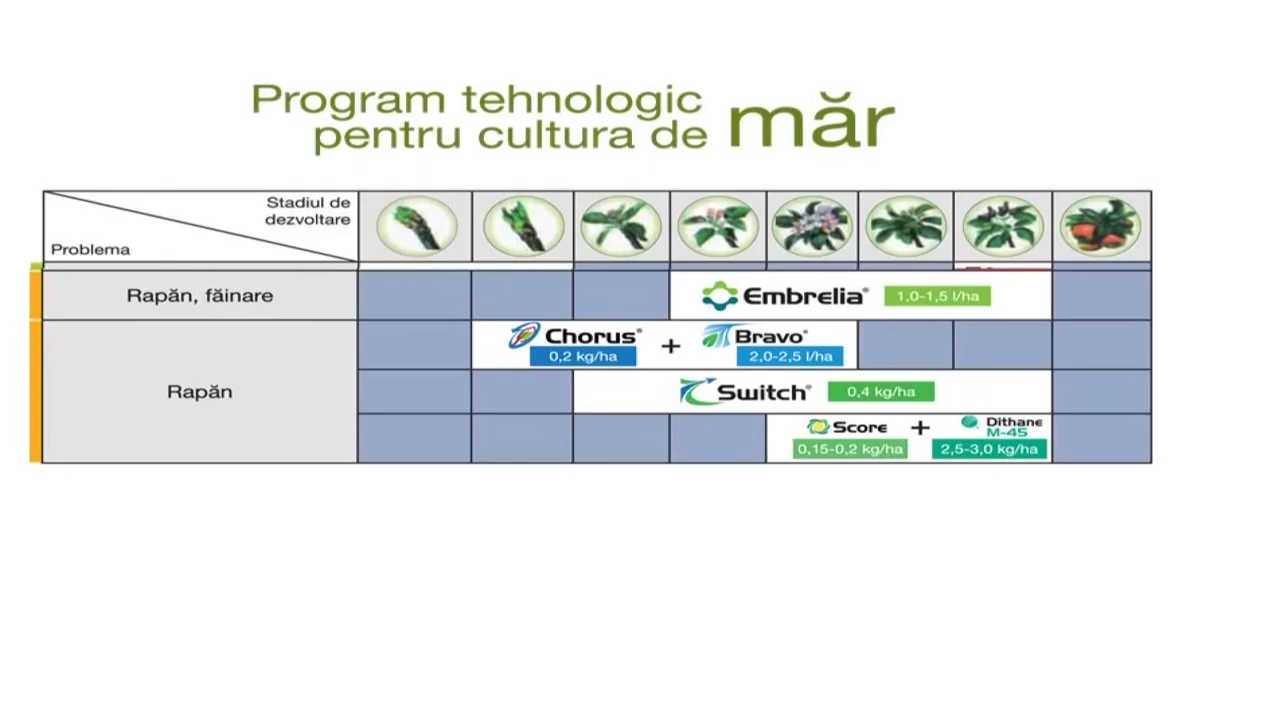 Program tehnologic
pentru cultura de măr
Stadiul de
dezvoltare
Problema
Rapăn, făinare
Embrelia® 1,0-1,5 l/ha
Rapăn
Chorus® + Bravo®
0,2 kg/ha 2,0-2,5 l/ha
Switch® 0,4 kg/ha
Score + Dithane
M-45
0,15-0,2 kg/ha 2,5-3,0 kg/ha